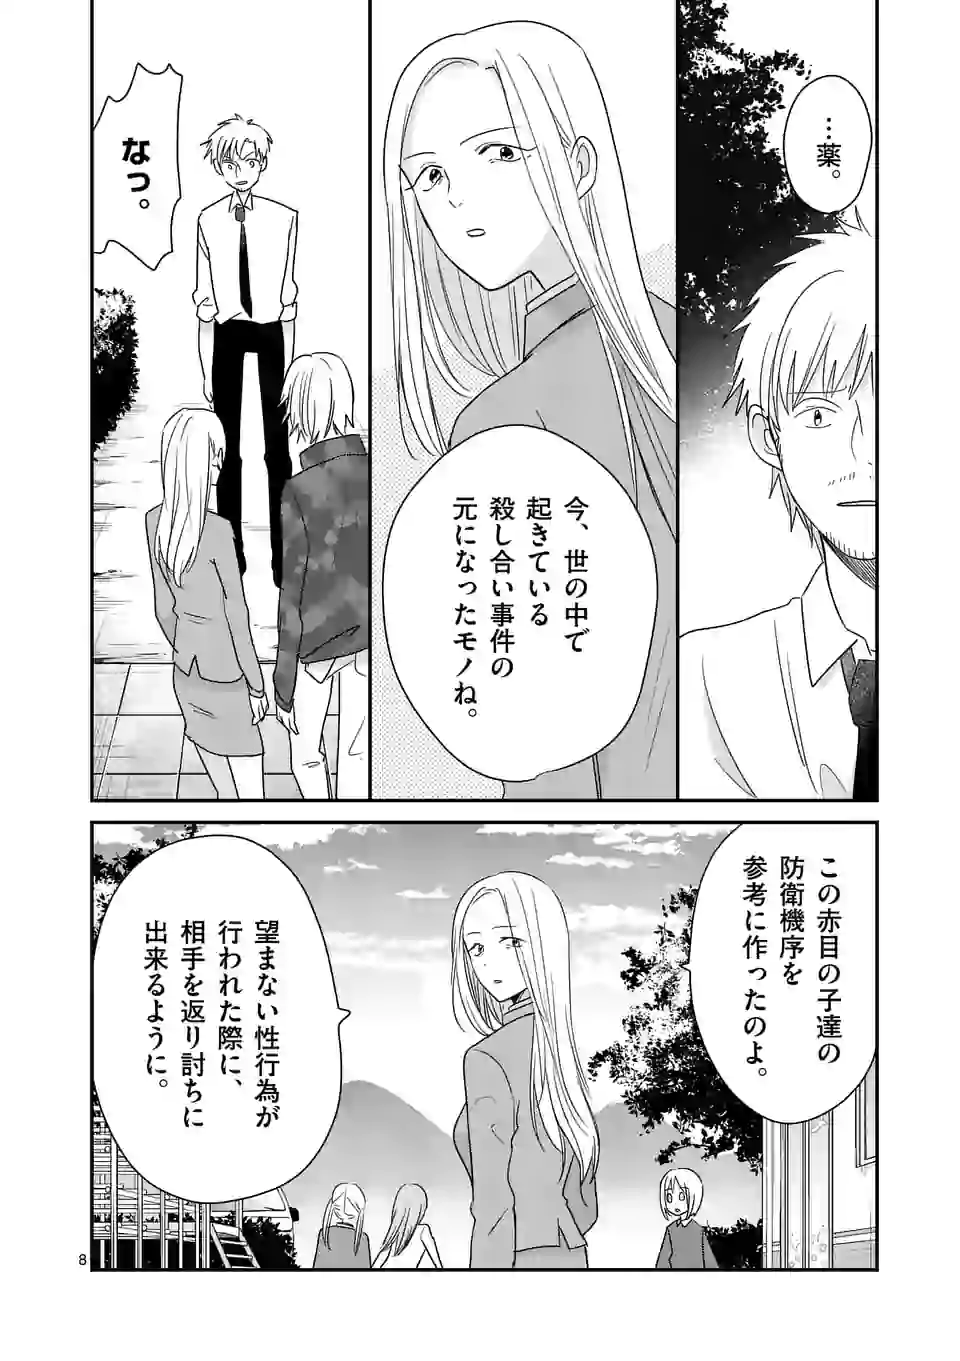 …薬。
今、世の中で
起きている
殺し合い事件の
元になったモノね。
なっ。
この赤目の子達の
防衛機序を
参考に作ったのよ。
望まない性行為が
行われた際に、
相手を返り討ちに
出来るように。
8